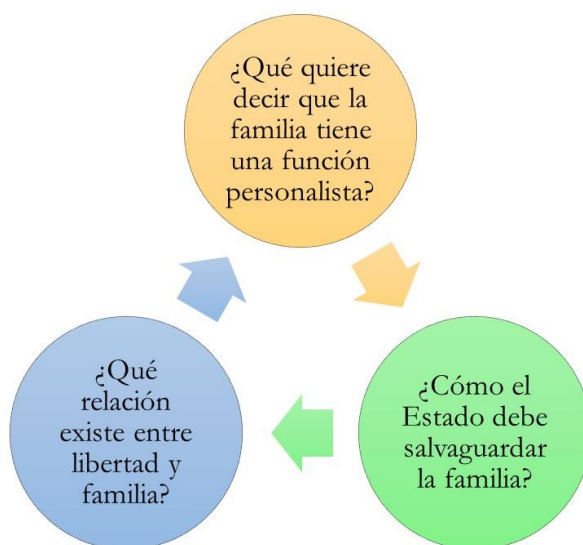 ¿Qué quiere
decir que la
familia tiene
una función
personalista?
¿Cómo el
Estado debe
salvaguardar
la familia?
¿Qué
relación
existe entre
libertad y
familia?